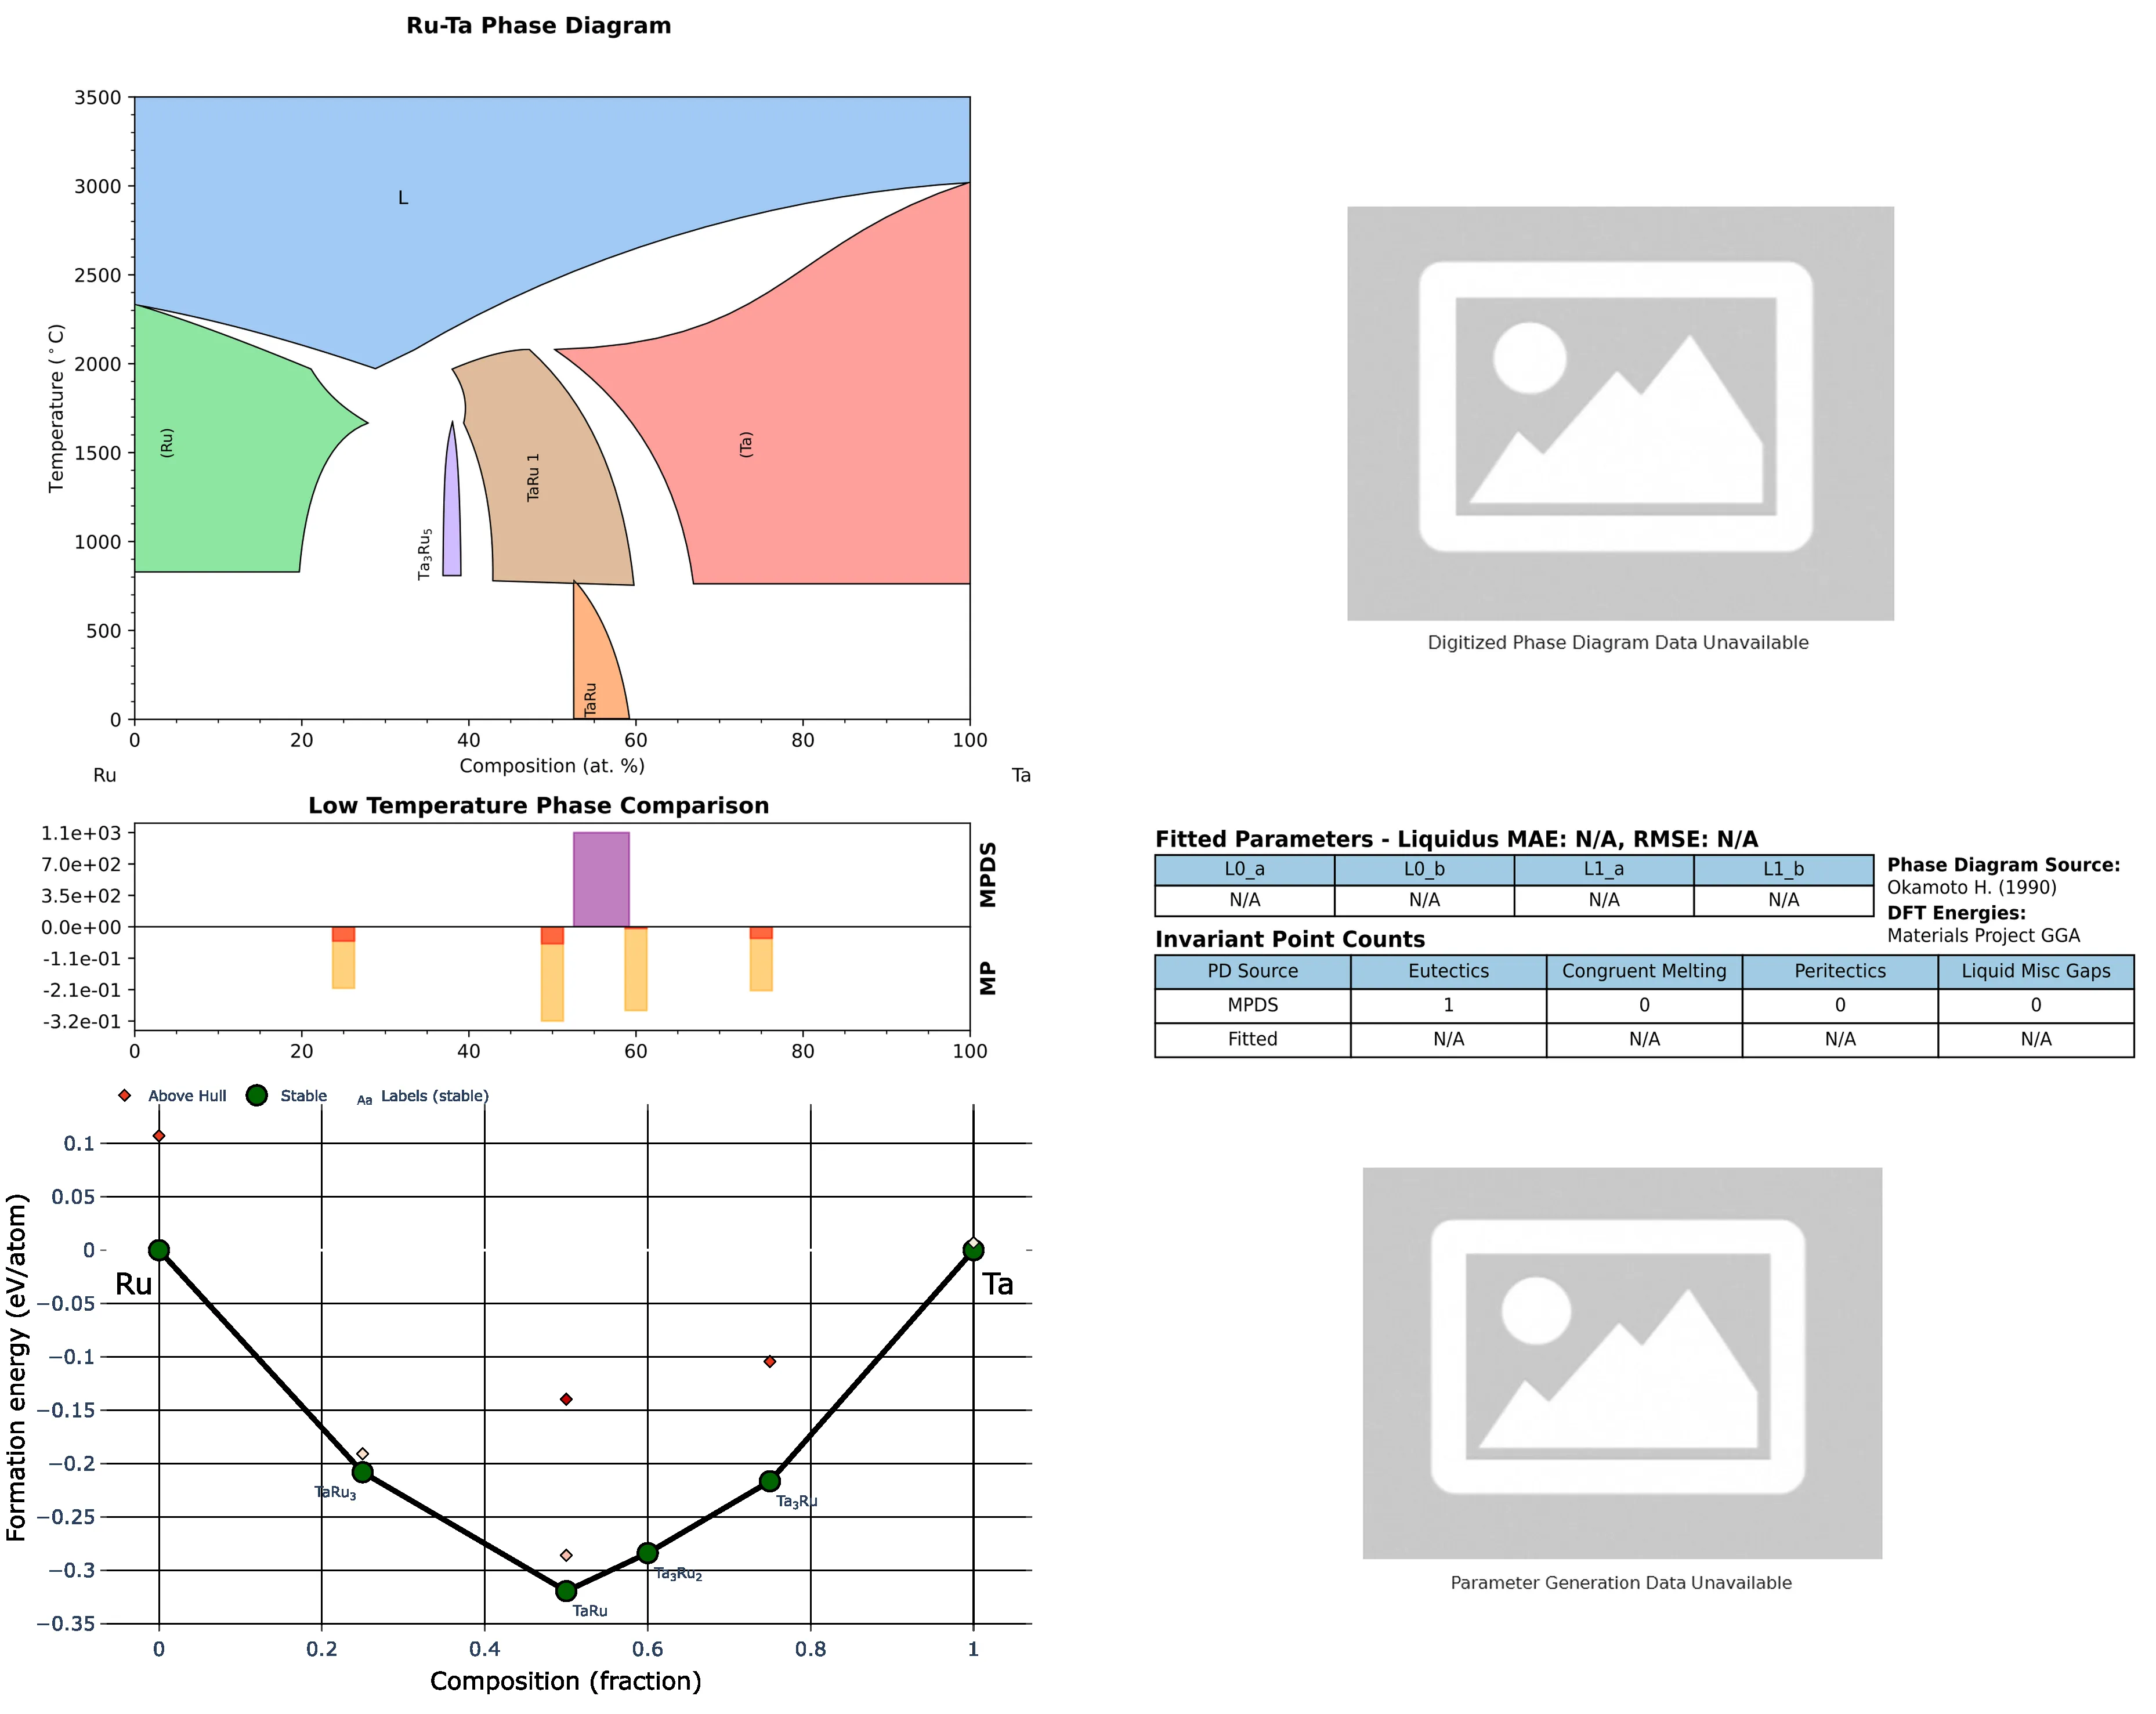 Ru-Ta Phase Diagram
3500
3000
2500
2000
1500
1000
500
0
Temperature (°C)
L
(Ru)
Ta₃Ru₅
TaRu 1
(Ta)
TaRu
0 20 40 60 80 100
Composition (at. %)
Ru Ta
Digitized Phase Diagram Data Unavailable
Low Temperature Phase Comparison
1.1e+03
7.0e+02
3.5e+02
0.0e+00
-1.1e-01
-2.1e-01
-3.2e-01
MPDS
MP
0 20 40 60 80 100
Fitted Parameters - Liquidus MAE: N/A, RMSE: N/A
L0_a L0_b L1_a L1_b
N/A N/A N/A N/A
Phase Diagram Source:
Okamoto H. (1990)
DFT Energies:
Materials Project GGA
Invariant Point Counts
PD Source Eutectics Congruent Melting Peritectics Liquid Misc Gaps
MPDS 1 0 0 0
Fitted N/A N/A N/A N/A
Above Hull Stable Aa Labels (stable)
0.1
0.05
0
−0.05
−0.1
−0.15
−0.2
−0.25
−0.3
−0.35
Formation energy (eV/atom)
Ru
Ta
TaRu₃
Ta₃Ru
Ta₃Ru₂
TaRu
0 0.2 0.4 0.6 0.8 1
Composition (fraction)
Parameter Generation Data Unavailable